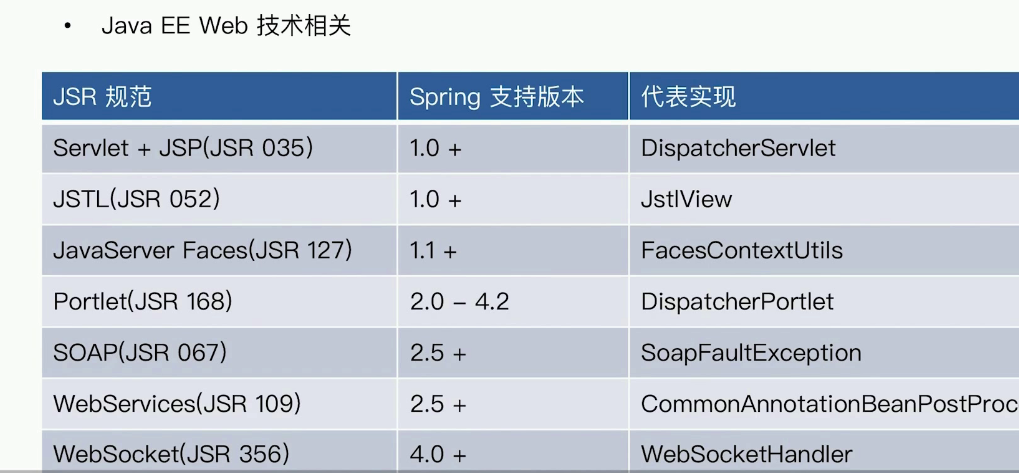 • Java EE Web 技术相关
JSR 规范 Spring 支持版本 代表实现
Servlet + JSP(JSR 035) 1.0 + DispatcherServlet
JSTL(JSR 052) 1.0 + JstlView
JavaServer Faces(JSR 127) 1.1 + FacesContextUtils
Portlet(JSR 168) 2.0 – 4.2 DispatcherPortlet
SOAP(JSR 067) 2.5 + SoapFaultException
WebServices(JSR 109) 2.5 + CommonAnnotationBeanPostProc
WebSocket(JSR 356) 4.0 + WebSocketHandler